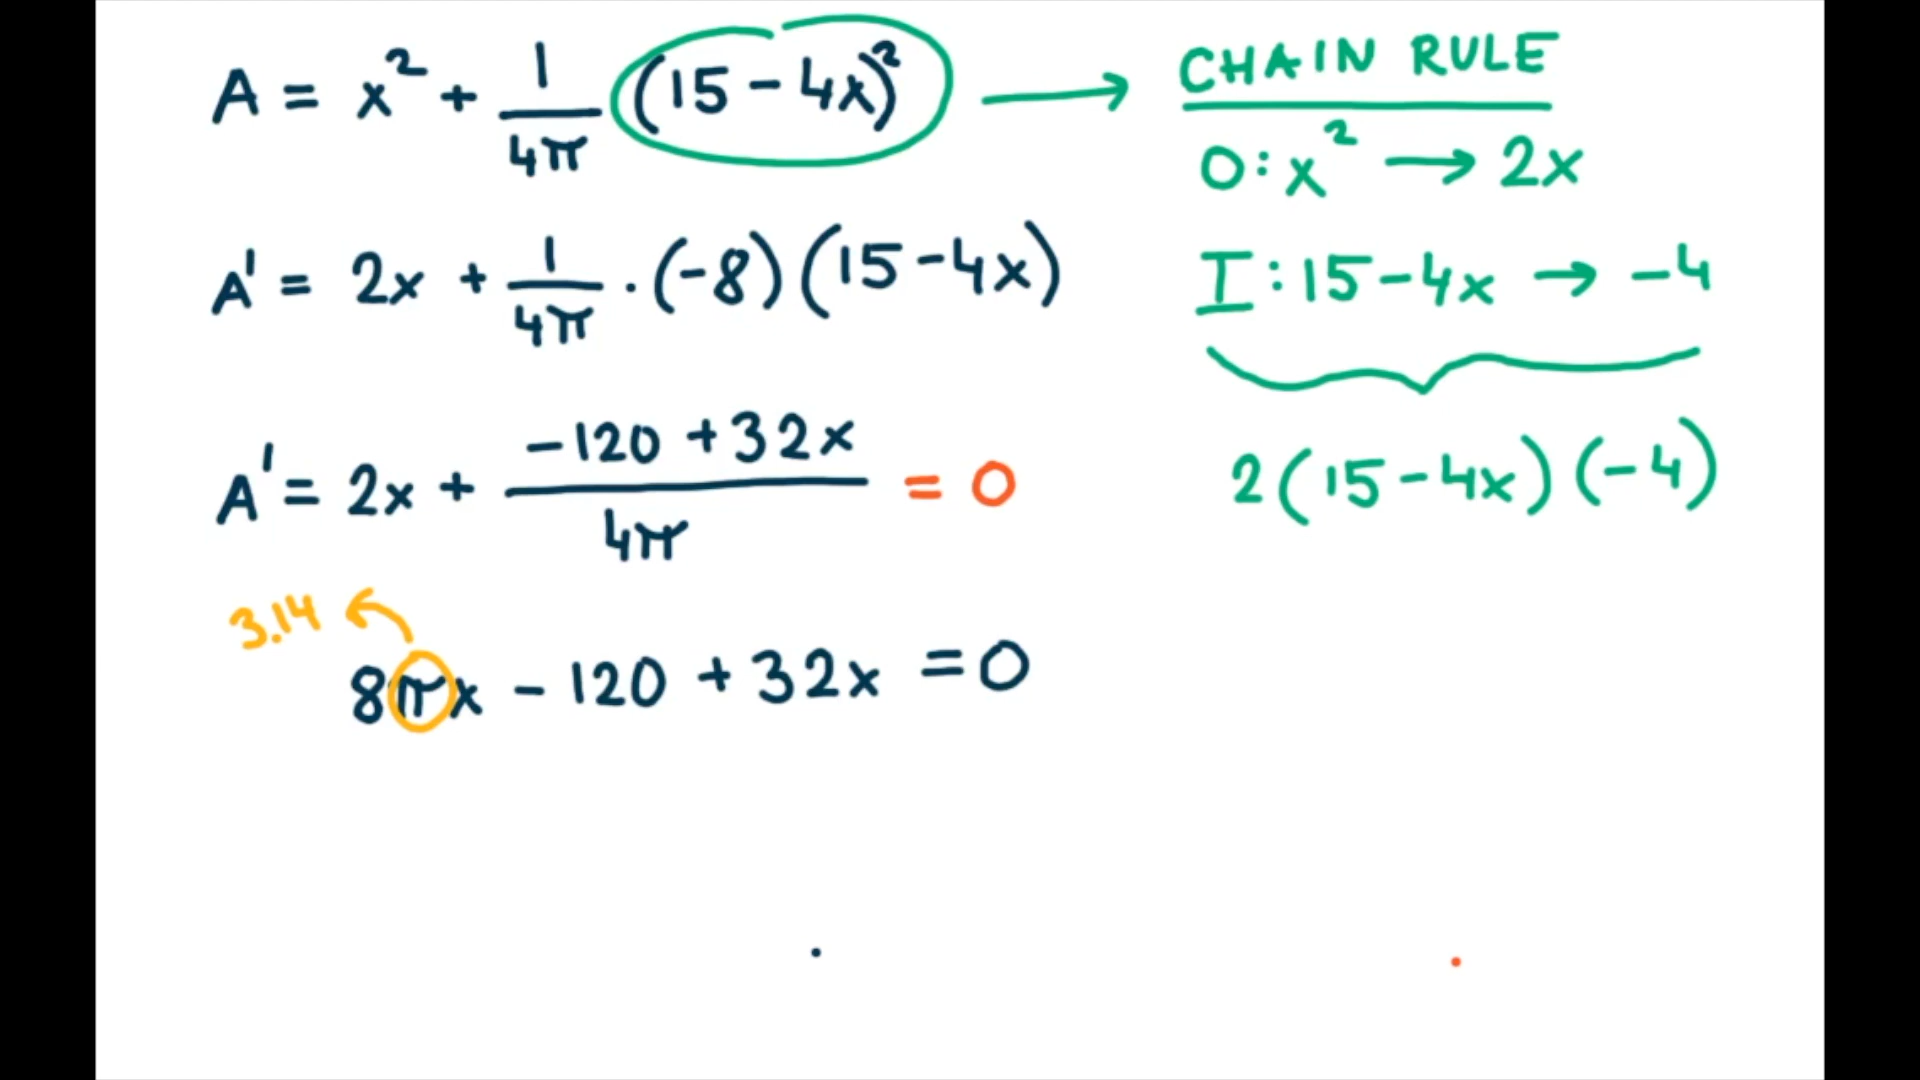 A = x² + 1/4π (15 - 4x)² → CHAIN RULE
O: x² → 2x
A' = 2x + 1/4π · (-8)(15 - 4x)
I: 15 - 4x → -4
A' = 2x + -120 + 32x/4π = 0
2(15 - 4x)(-4)
3.14 ←
8πx - 120 + 32x = 0